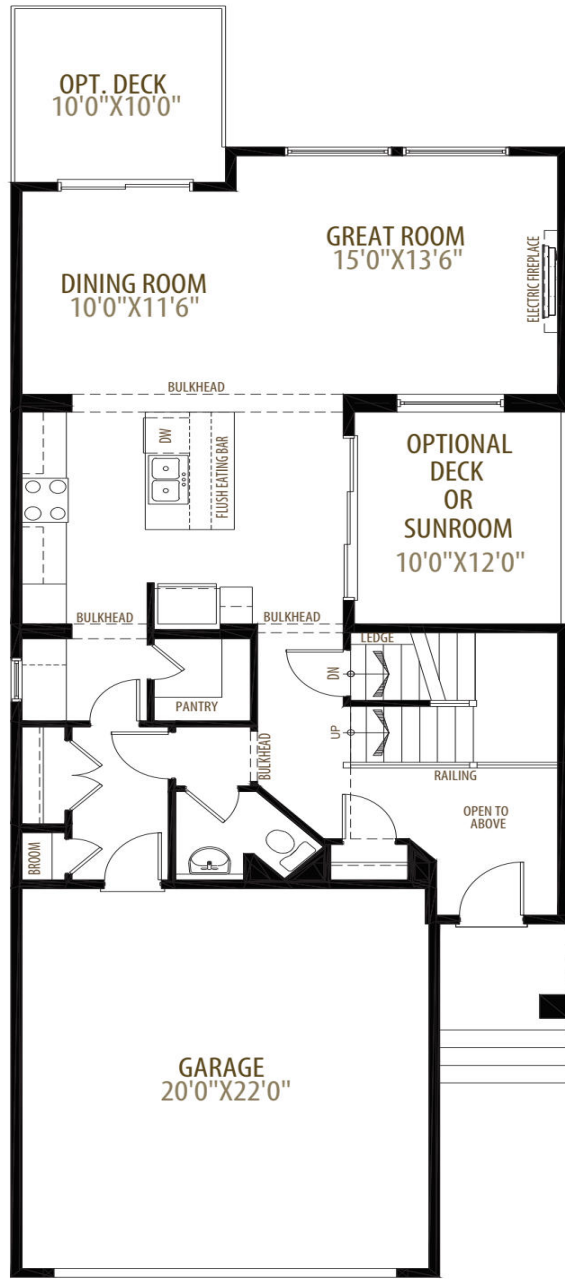 OPT. DECK
10'0"X10'0"
GREAT ROOM
15'0"X13'6"
ELECTRIC FIREPLACE
DINING ROOM
10'0"X11'6"
BULKHEAD
DW
FLUSH EATING BAR
OPTIONAL
DECK
OR
SUNROOM
10'0"X12'0"
BULKHEAD
BULKHEAD
LEDGE
DN
PANTRY
UP
BULKHEAD
RAILING
OPEN TO
ABOVE
BROOM
GARAGE
20'0"X22'0"